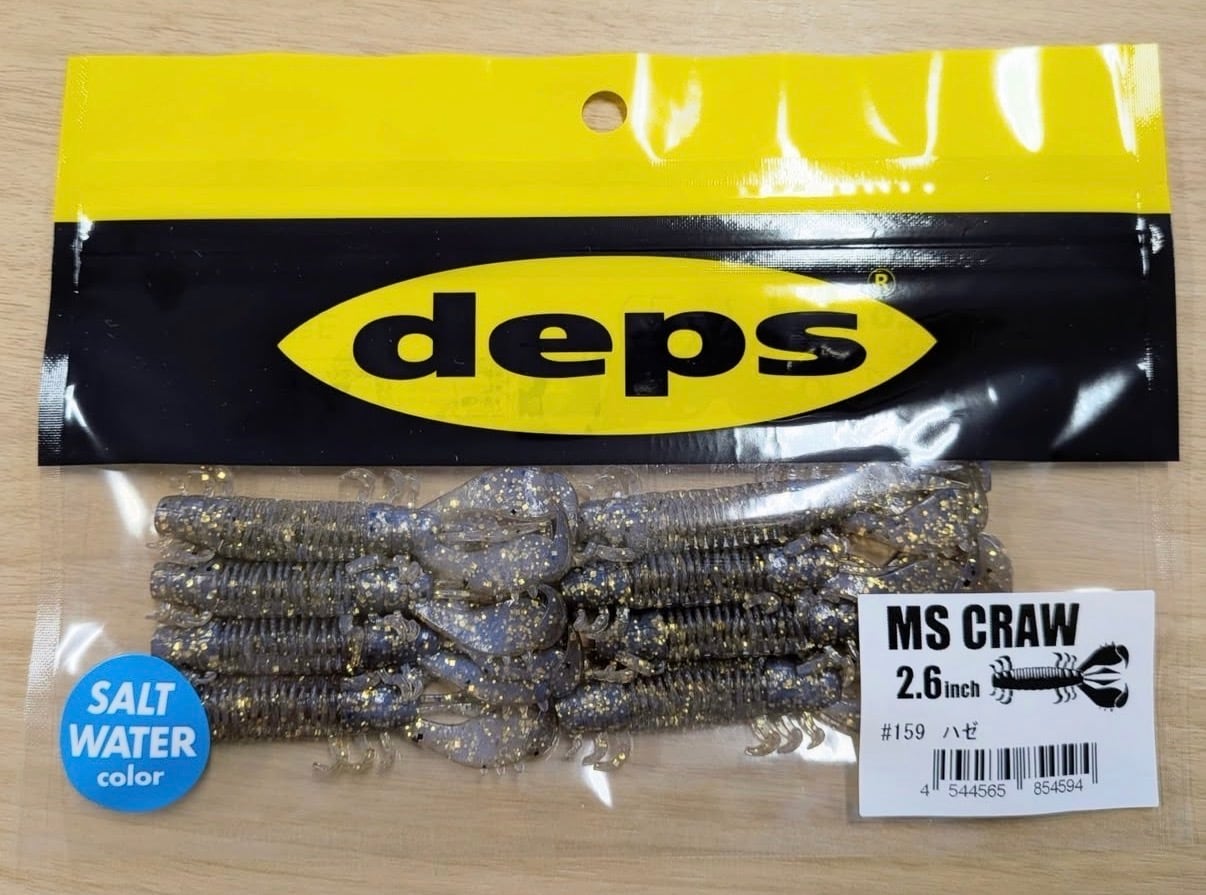 deps
®
SALT
WATER
color
MS CRAW
2.6inch
#159 ハゼ
4 544565 854594